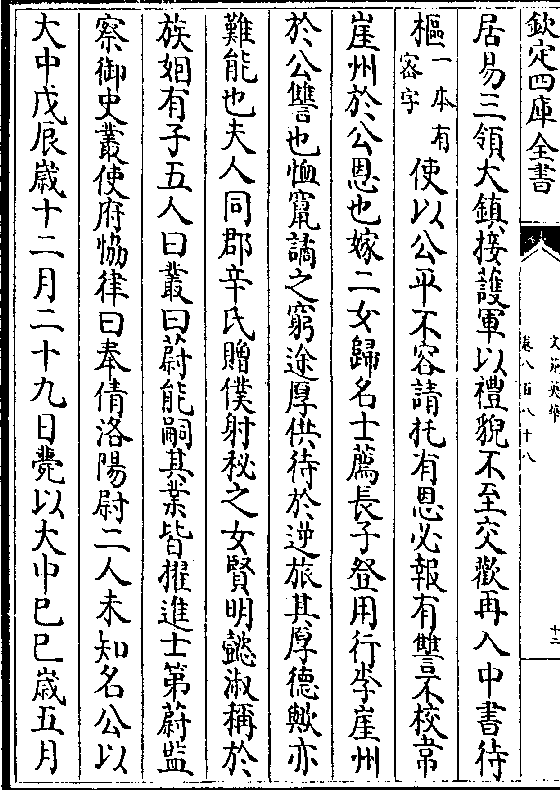 欽定四庫全書
文苑英華
卷八百八十八
十三
居易三領大鎮接護軍以禮貌不至交歡再入中書待
樞一本有宻字使以公平不容請托有恩必報有讐不校常
崖州於公恩也嫁二女歸名士薦長子登用行李崖州
於公讐也恤竄謫之窮途厚供待於逆旅其厚德歟亦
難能也夫人同郡辛氏贈僕射秘之女賢明懿淑稱於
族姻有子五人曰叢曰蔚能嗣其業皆擢進士第蔚監
察御史叢使府恊律曰奉倩洛陽尉二人未知名公以
大中戊辰嵗十二月二十九日薨以大中己巳嵗五月